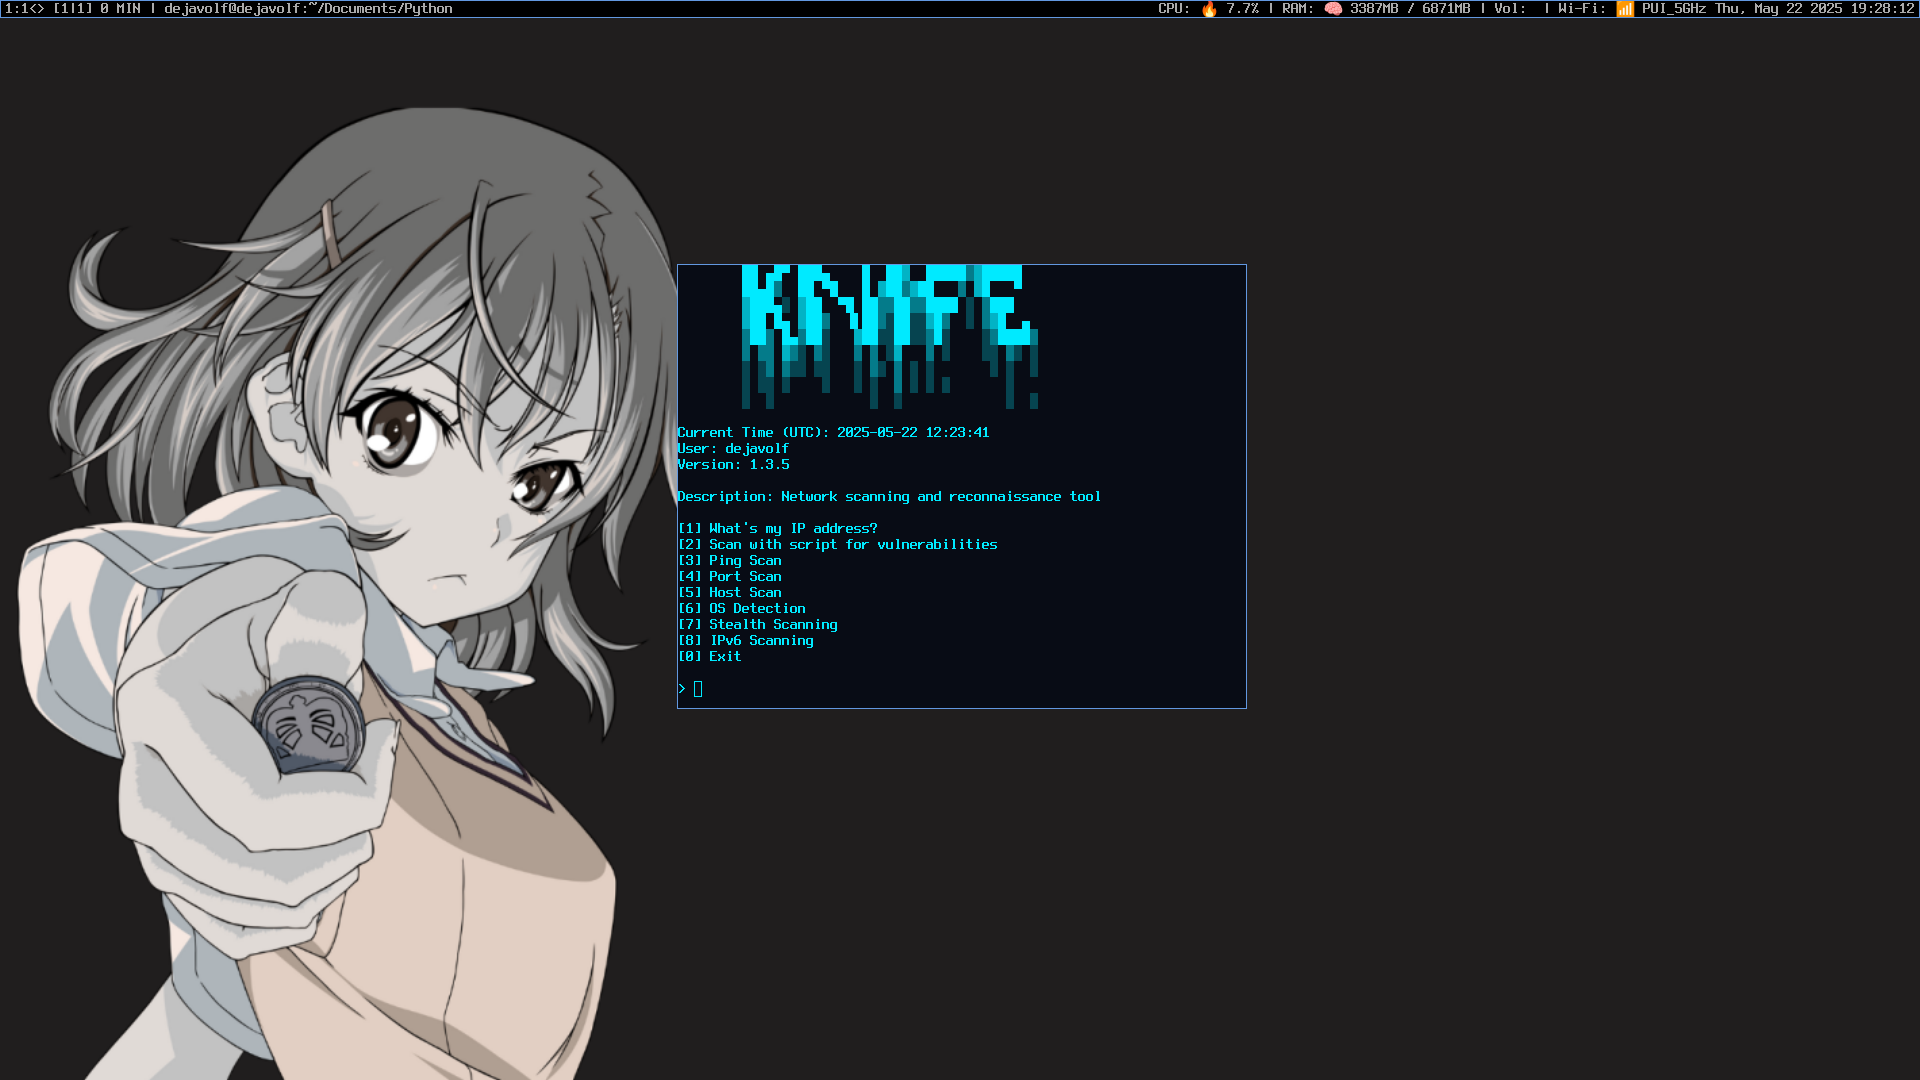 1:1<> [1|1] 0 MIN | dejavolf@dejavolf:~/Documents/Python
CPU: 🔥 7.7% | RAM: 🧠 3387MB / 6871MB | Vol:  | Wi-Fi: 📶 PUI_5GHz Thu, May 22 2025 19:28:12
KNIFE
Current Time (UTC): 2025-05-22 12:23:41
User: dejavolf
Version: 1.3.5
Description: Network scanning and reconnaissance tool
[1] What's my IP address?
[2] Scan with script for vulnerabilities
[3] Ping Scan
[4] Port Scan
[5] Host Scan
[6] OS Detection
[7] Stealth Scanning
[8] IPv6 Scanning
[0] Exit
>